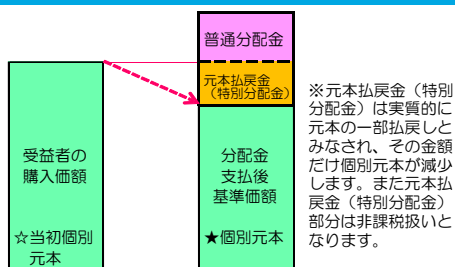 普通分配金
元本払戻金
（特別分配金）
受益者の
購入価額
☆当初個別
元本
分配金
支払後
基準価額
★個別元本
※元本払戻金（特別
分配金）は実質的に
元本の一部払戻しと
みなされ、その金額
だけ個別元本が減少
します。また元本払
戻金（特別分配金）
部分は非課税扱いと
なります。